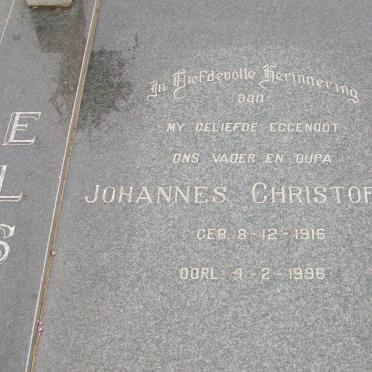 In Liefdevolle Herinnering
aan
MY GELIEFDE EGGENOOT
ONS VADER EN OUPA
JOHANNES CHRISTOF
GEB. 8-12-1916
OORL. 4-2-1996
E
L
S